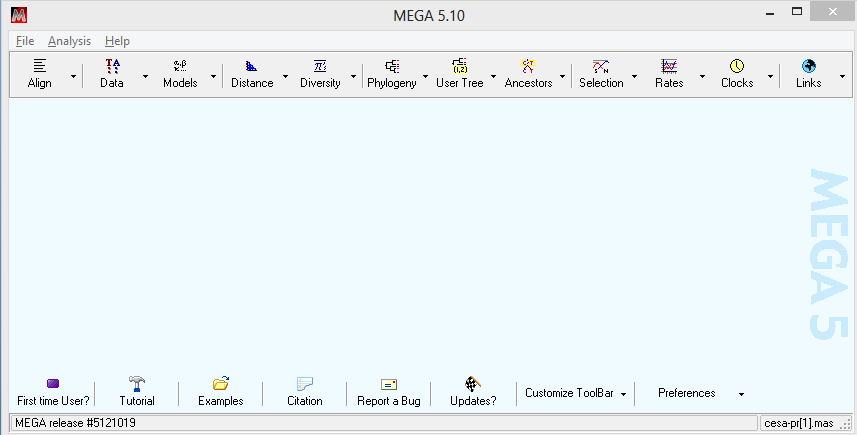 MEGA 5.10
File Analysis Help
Align Data Models Distance Diversity Phylogeny User Tree Ancestors Selection Rates Clocks Links
MEGA 5
First time User? Tutorial Examples Citation Report a Bug Updates? Customize ToolBar Preferences
MEGA release #5121019 cesa-pr[1].mas